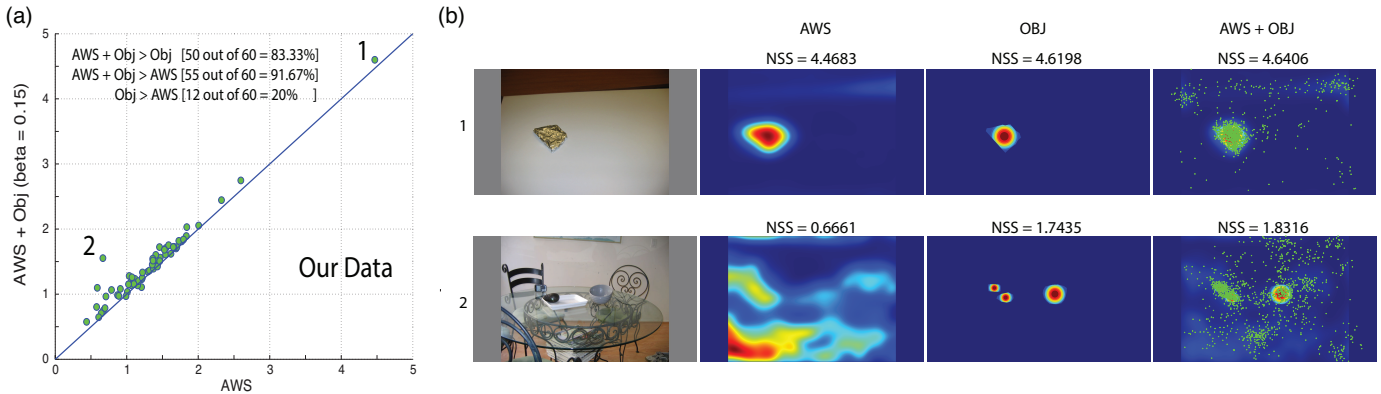 (a)
AWS + Obj > Obj [50 out of 60 = 83.33%]
AWS + Obj > AWS [55 out of 60 = 91.67%]
Obj > AWS [12 out of 60 = 20% ]
1
2
Our Data
AWS + Obj (beta = 0.15)
5
4
3
2
1
0
0 1 2 3 4 5
AWS
(b)
AWS OBJ AWS + OBJ
NSS = 4.4683 NSS = 4.6198 NSS = 4.6406
1
NSS = 0.6661 NSS = 1.7435 NSS = 1.8316
2